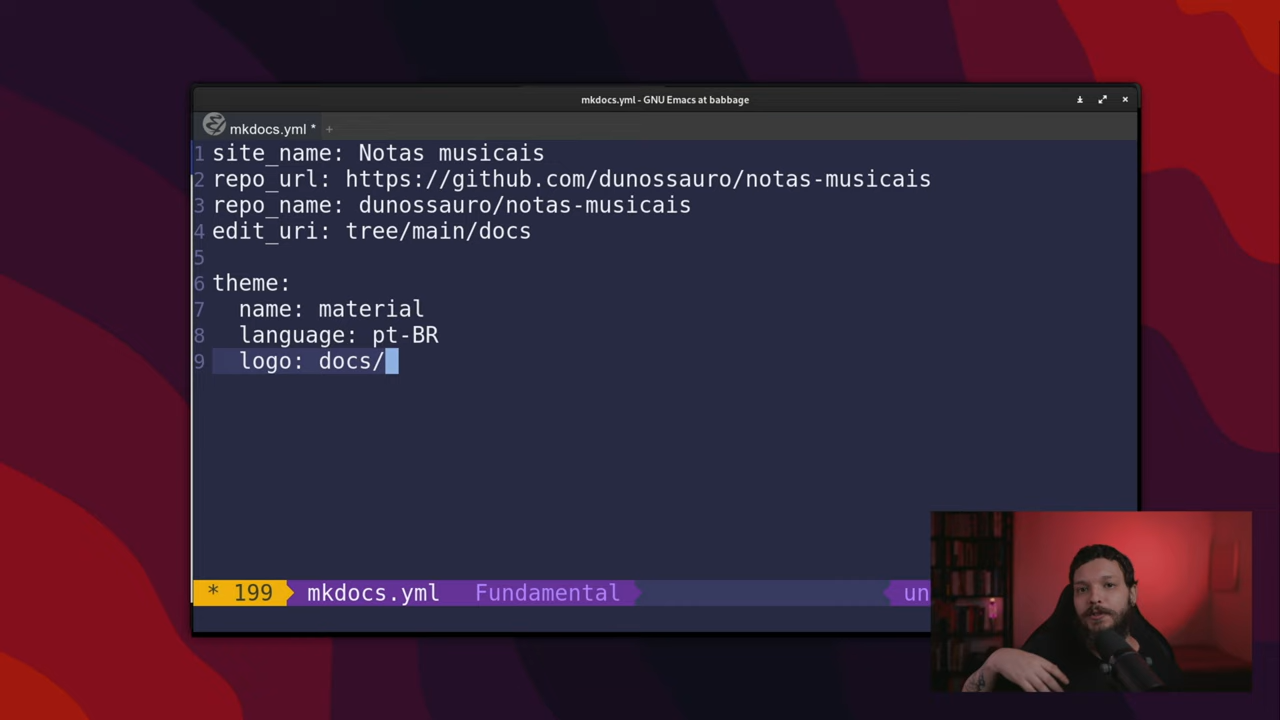 mkdocs.yml - GNU Emacs at babbage
mkdocs.yml * +
1 site_name: Notas musicais
2 repo_url: https://github.com/dunossauro/notas-musicais
3 repo_name: dunossauro/notas-musicais
4 edit_uri: tree/main/docs
5
6 theme:
7 name: material
8 language: pt-BR
9 logo: docs/
* 199 mkdocs.yml Fundamental un